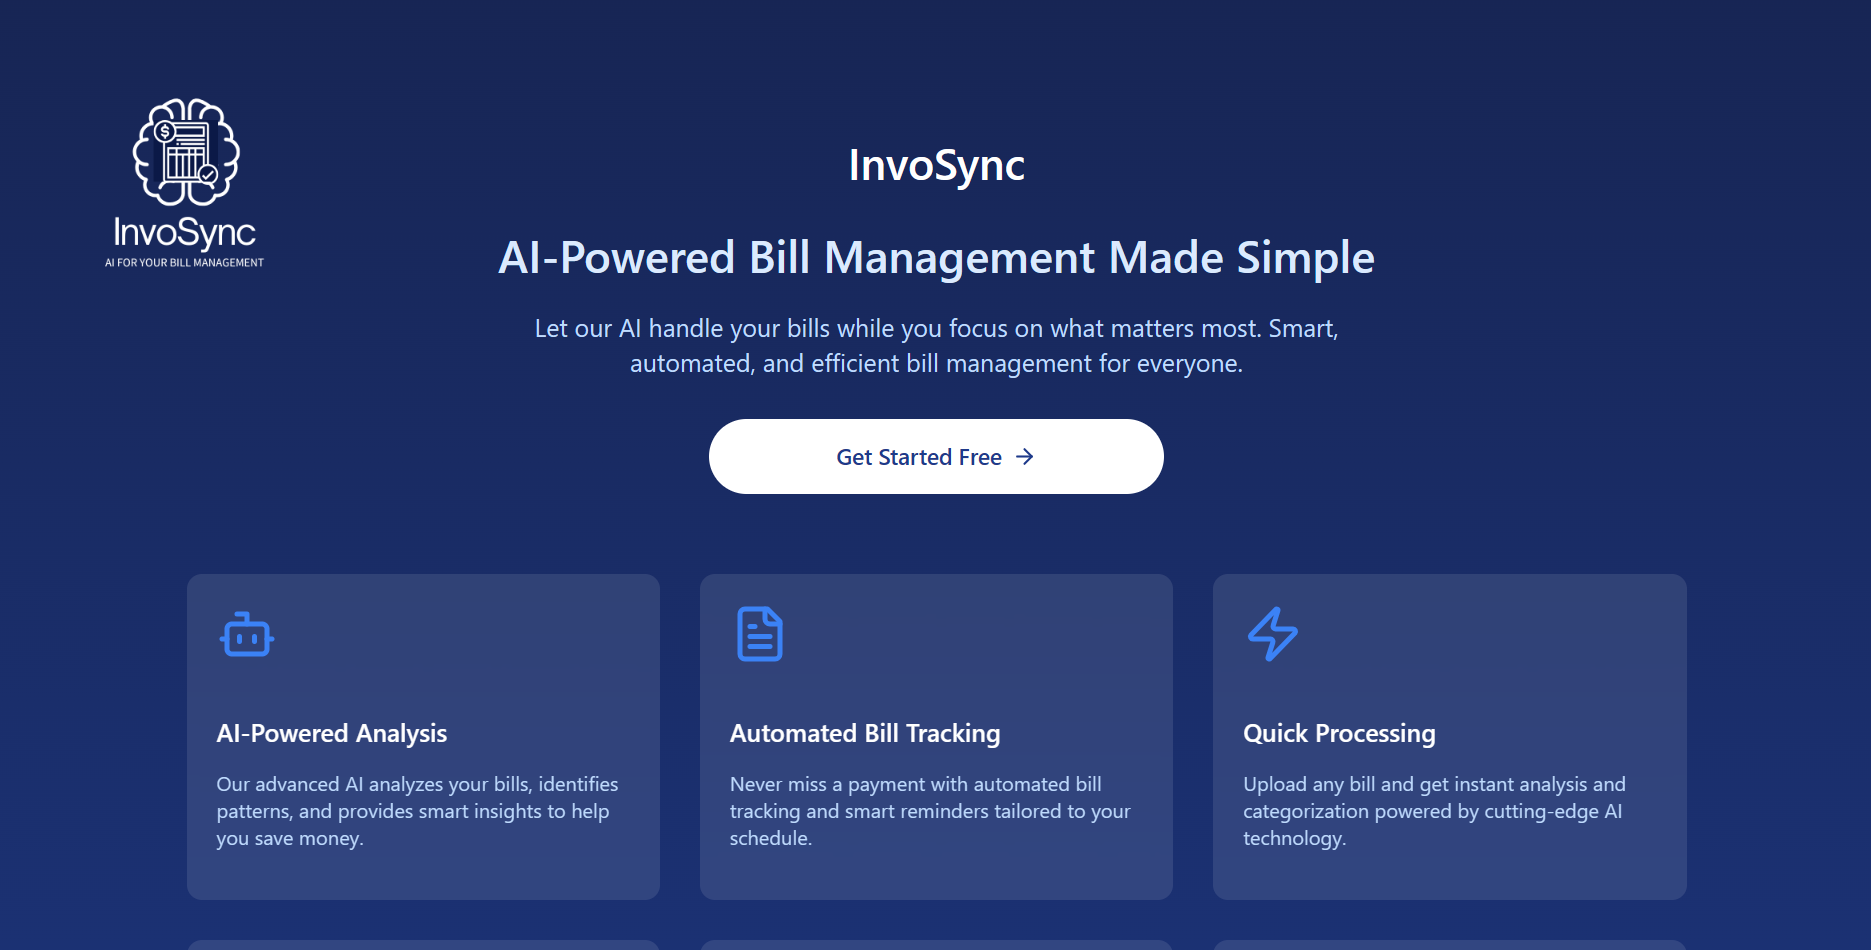 $
InvoSync
AI FOR YOUR BILL MANAGEMENT
InvoSync
AI-Powered Bill Management Made Simple
Let our AI handle your bills while you focus on what matters most. Smart,
automated, and efficient bill management for everyone.
Get Started Free →
AI-Powered Analysis
Our advanced AI analyzes your bills, identifies
patterns, and provides smart insights to help
you save money.
Automated Bill Tracking
Never miss a payment with automated bill
tracking and smart reminders tailored to your
schedule.
Quick Processing
Upload any bill and get instant analysis and
categorization powered by cutting-edge AI
technology.